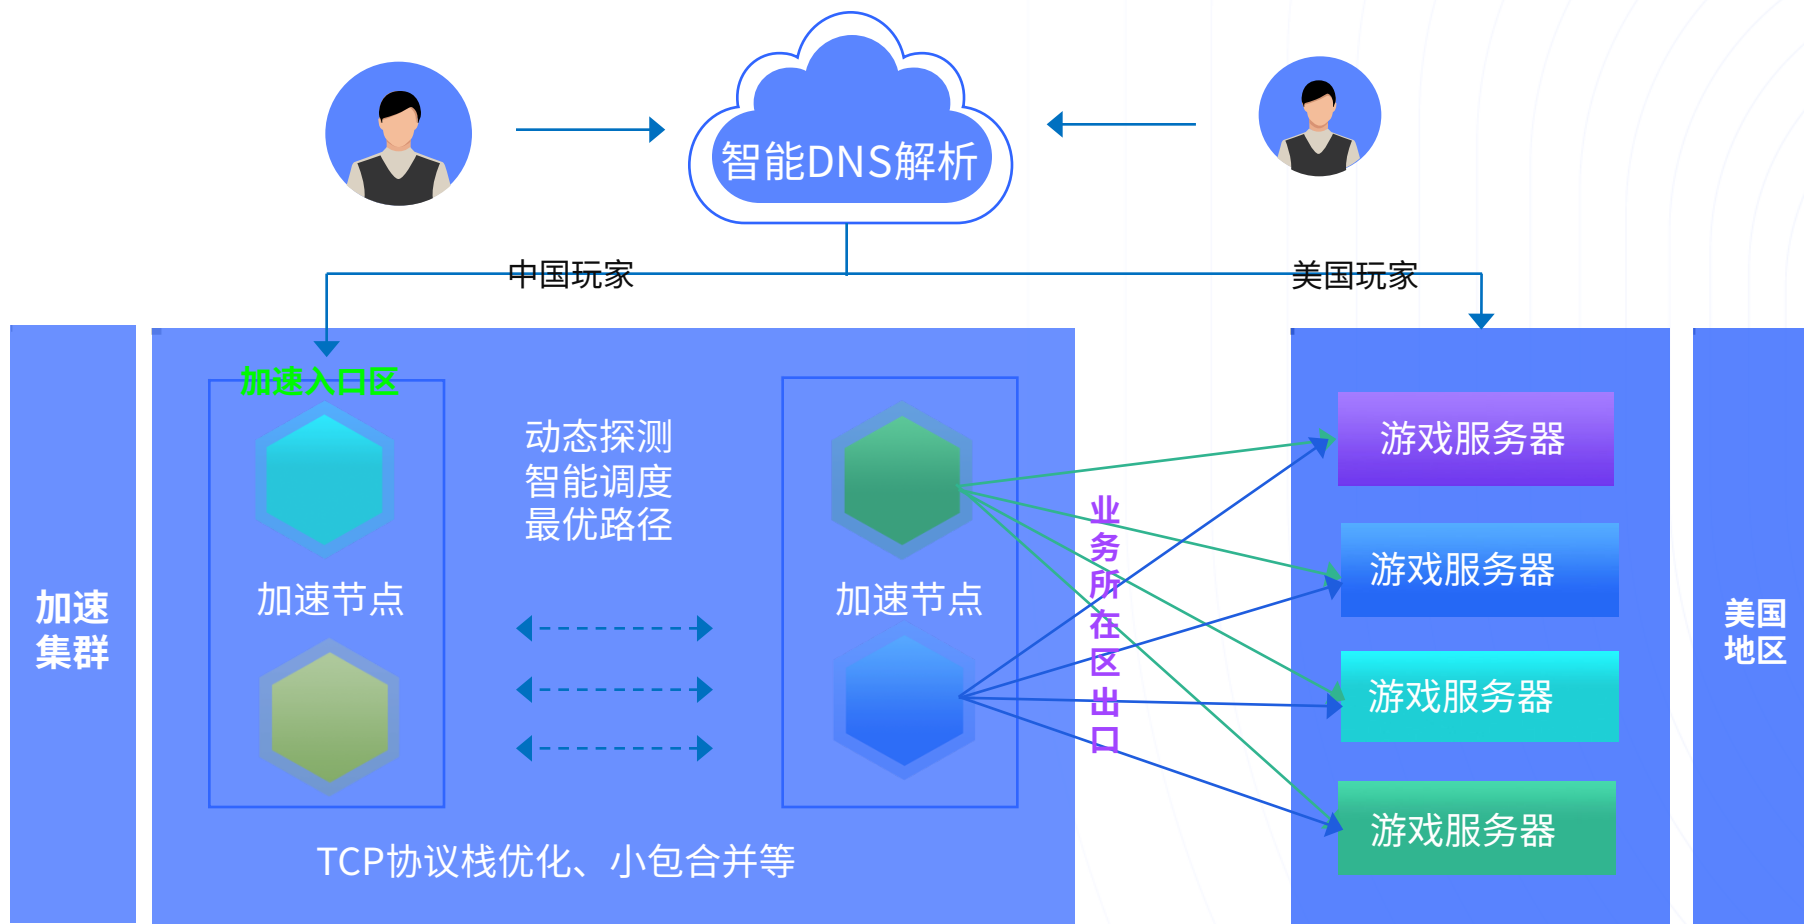 智能DNS解析
中国玩家
美国玩家
加速入口区
动态探测
智能调度
最优路径
加速节点
加速节点
加速
集群
TCP协议栈优化、小包合并等
业务所在区出口
游戏服务器
游戏服务器
游戏服务器
游戏服务器
美国
地区